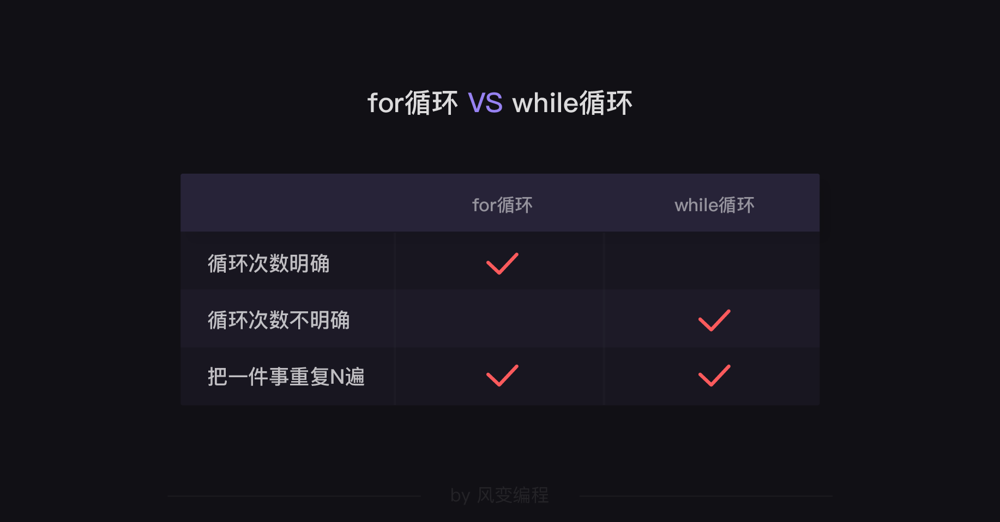 for循环 VS while循环
for循环 while循环
循环次数明确
循环次数不明确
把一件事重复N遍
by 风变编程